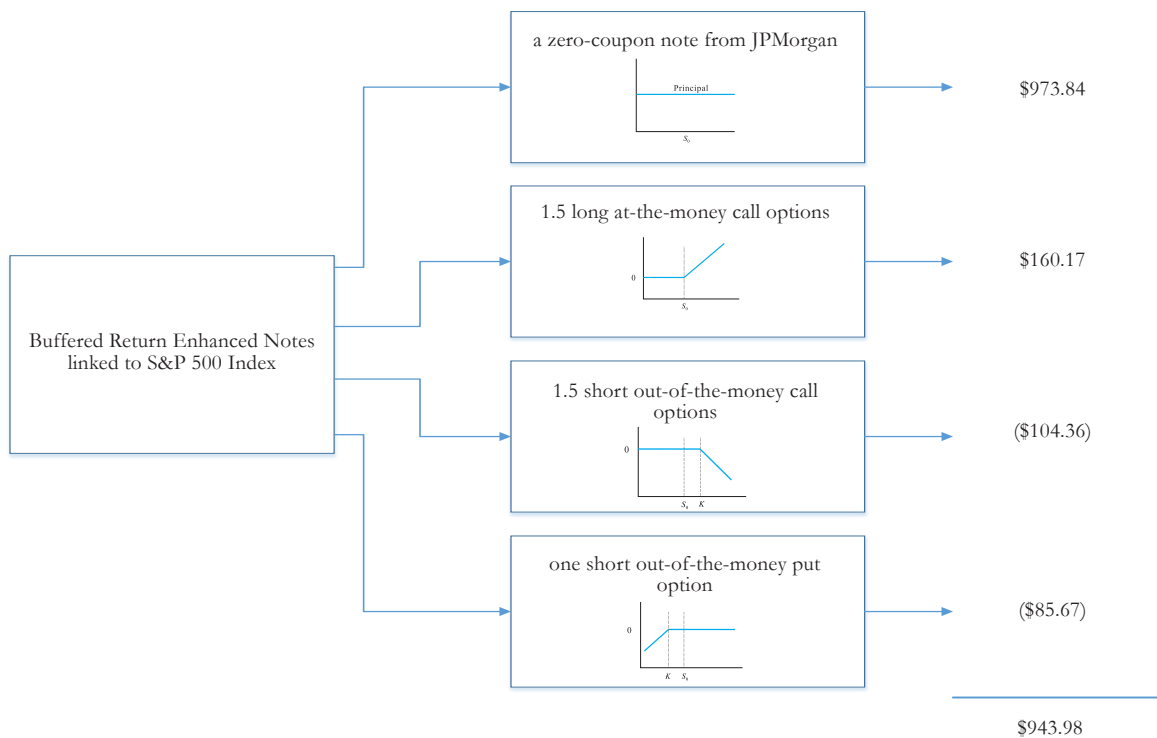 a zero-coupon note from JPMorgan
Principal
S₀
$973.84
1.5 long at-the-money call options
0
S₀
$160.17
Buffered Return Enhanced Notes
linked to S&P 500 Index
1.5 short out-of-the-money call
options
0
S₀ K
($104.36)
one short out-of-the-money put
option
0
K S₀
($85.67)
$943.98